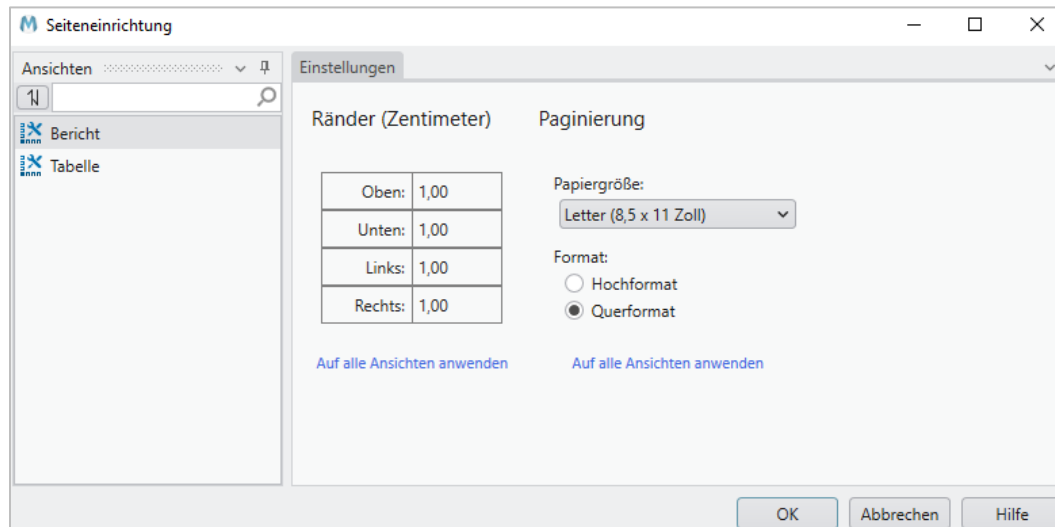 Seiteneinrichtung
Ansichten
Bericht
Tabelle
Einstellungen
Ränder (Zentimeter)
Oben: 1,00
Unten: 1,00
Links: 1,00
Rechts: 1,00
Auf alle Ansichten anwenden
Paginierung
Papiergröße:
Letter (8,5 x 11 Zoll)
Format:
Hochformat
Querformat
Auf alle Ansichten anwenden
OK Abbrechen Hilfe